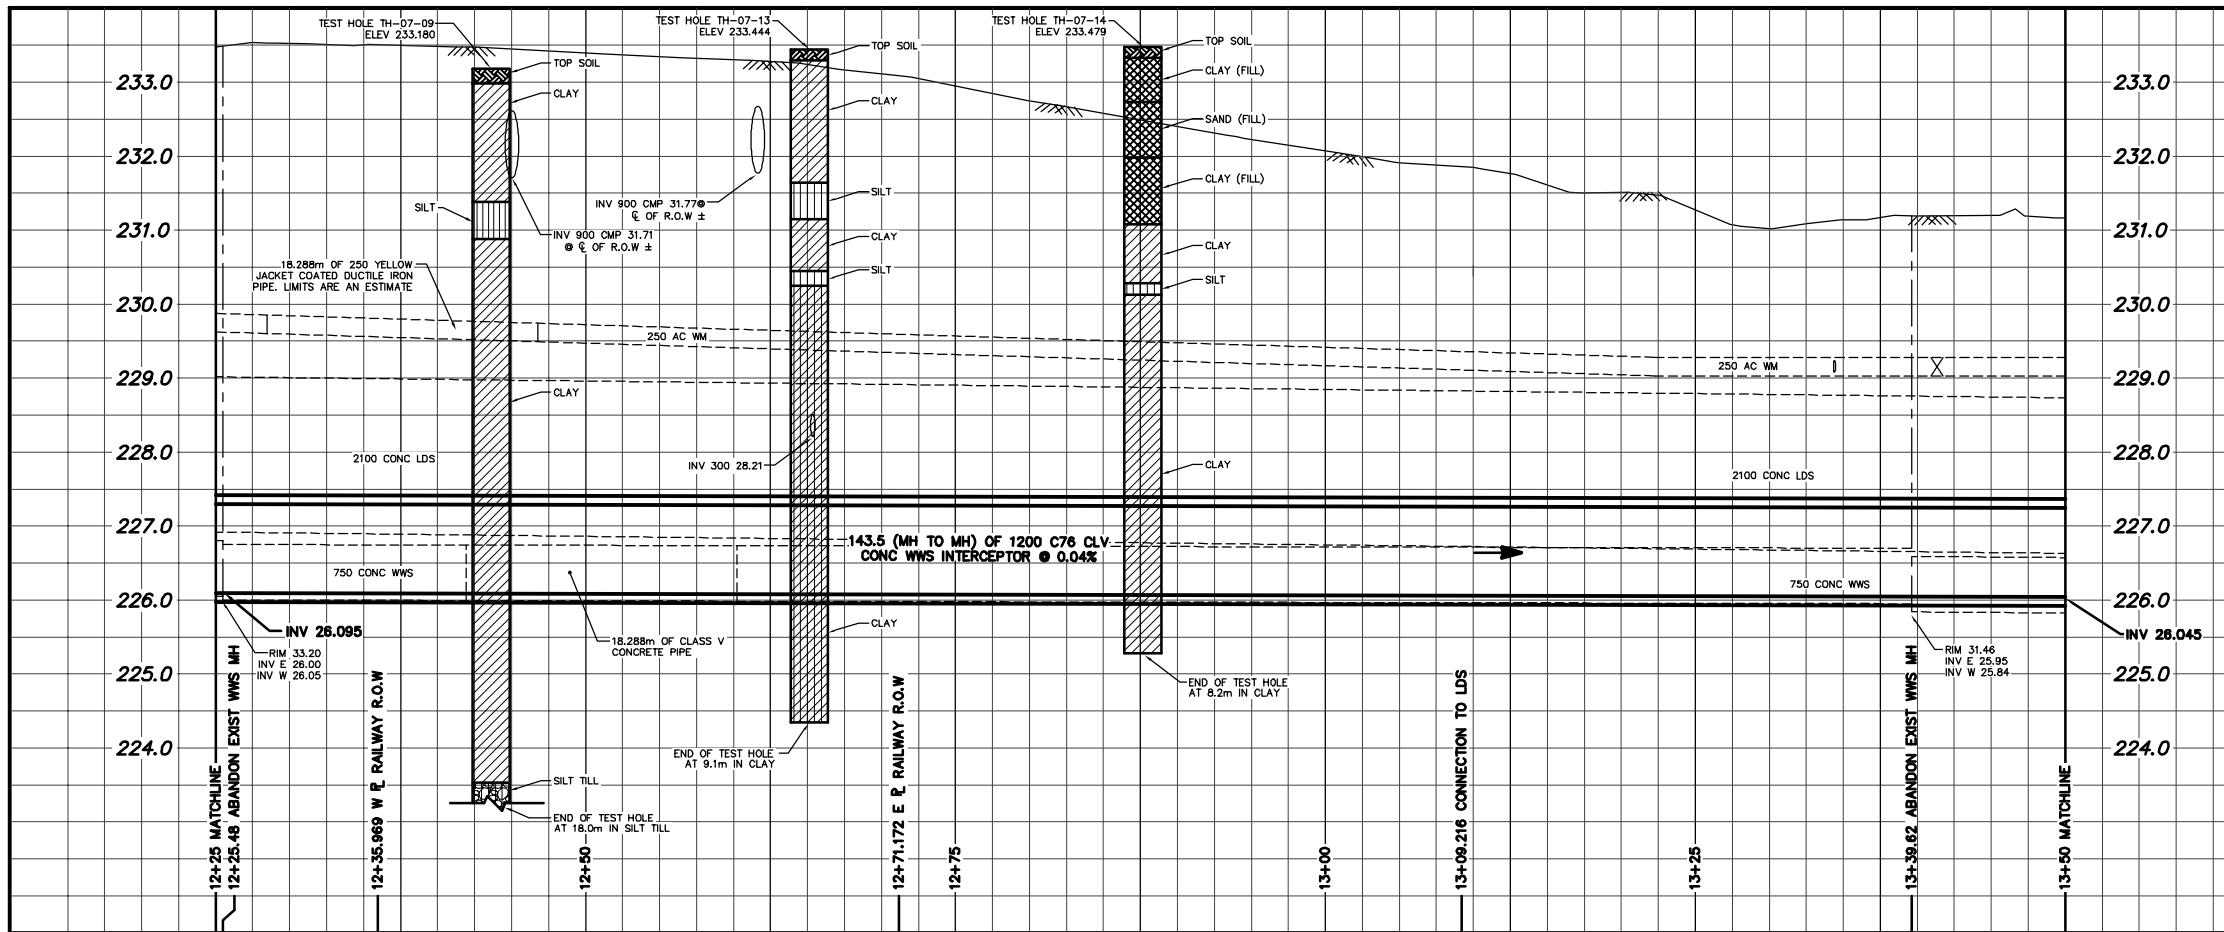 TEST HOLE TH-07-09
ELEV 233.180
TEST HOLE TH-07-13
ELEV 233.444
TEST HOLE TH-07-14
ELEV 233.479
TOP SOIL
CLAY
TOP SOIL
CLAY
TOP SOIL
CLAY (FILL)
SAND (FILL)
CLAY (FILL)
233.0
232.0
231.0
230.0
229.0
228.0
227.0
226.0
225.0
224.0
233.0
232.0
231.0
230.0
229.0
228.0
227.0
226.0
225.0
224.0
SILT
INV 900 CMP 31.77@
℄ OF R.O.W ±
INV 900 CMP 31.71
@ ℄ OF R.O.W ±
SILT
CLAY
SILT
CLAY
SILT
18.288m OF 250 YELLOW
JACKET COATED DUCTILE IRON
PIPE. LIMITS ARE AN ESTIMATE
250 AC WM
250 AC WM
CLAY
2100 CONC LDS
INV 300 28.21
CLAY
2100 CONC LDS
143.5 (MH TO MH) OF 1200 C76 CLV
CONC WWS INTERCEPTOR @ 0.04%
750 CONC WWS
750 CONC WWS
INV 26.095
RIM 33.20
INV E 26.00
INV W 26.05
18.288m OF CLASS V
CONCRETE PIPE
CLAY
INV 26.045
RIM 31.46
INV E 25.95
INV W 25.84
END OF TEST HOLE
AT 8.2m IN CLAY
END OF TEST HOLE
AT 9.1m IN CLAY
SILT TILL
END OF TEST HOLE
AT 18.0m IN SILT TILL
12+25 MATCHLINE
12+25.48 ABANDON EXIST WWS MH
12+35.969 W ⅊ RAILWAY R.O.W
12+50
12+71.172 E ⅊ RAILWAY R.O.W
12+75
13+00
13+09.216 CONNECTION TO LDS
13+25
13+39.62 ABANDON EXIST WWS MH
13+50 MATCHLINE